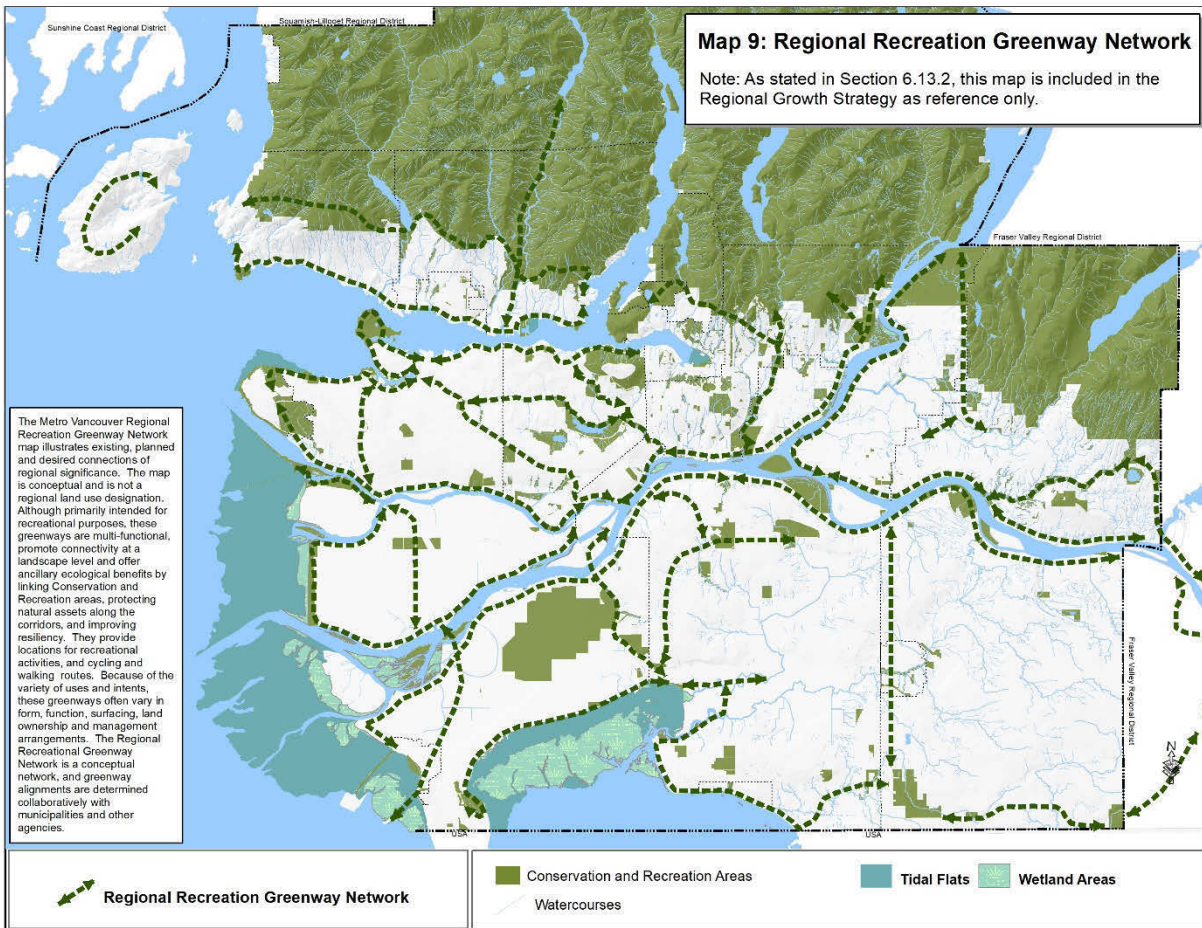 Sunshine Coast Regional District
Squamish-Lillooet Regional District
Map 9: Regional Recreation Greenway Network
Note: As stated in Section 6.13.2, this map is included in the
Regional Growth Strategy as reference only.
Fraser Valley Regional District
The Metro Vancouver Regional
Recreation Greenway Network
map illustrates existing, planned
and desired connections of
regional significance. The map
is conceptual and is not a
regional land use designation.
Although primarily intended for
recreational purposes, these
greenways are multi-functional,
promote connectivity at a
landscape level and offer
ancillary ecological benefits by
linking Conservation and
Recreation areas, protecting
natural assets along the
corridors, and improving
resiliency. They provide
locations for recreational
activities, and cycling and
walking routes. Because of the
variety of uses and intents,
these greenways often vary in
form, function, surfacing, land
ownership and management
arrangements. The Regional
Recreational Greenway
Network is a conceptual
network, and greenway
alignments are determined
collaboratively with
municipalities and other
agencies.
Fraser Valley Regional District
N
USA
USA
Regional Recreation Greenway Network
Conservation and Recreation Areas
Watercourses
Tidal Flats
Wetland Areas